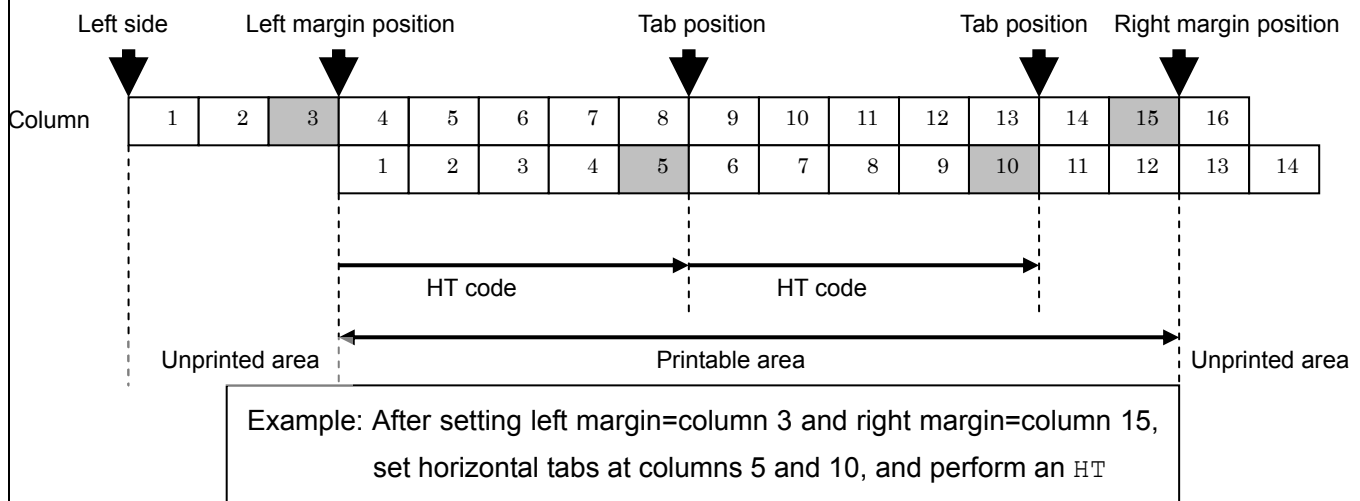 Left side Left margin position Tab position Tab position Right margin position
Column 1 2 3 4 5 6 7 8 9 10 11 12 13 14 15 16
1 2 3 4 5 6 7 8 9 10 11 12 13 14
HT code HT code
Unprinted area Printable area Unprinted area
Example: After setting left margin=column 3 and right margin=column 15,
set horizontal tabs at columns 5 and 10, and perform an HT